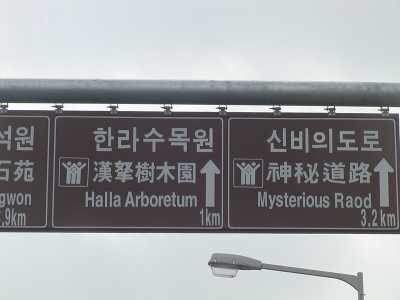 석원
石苑
gwon
.9km
한라수목원
漢拏樹木園
Halla Arboretum
1km
신비의도로
神秘道路
Mysterious Raod
3.2km